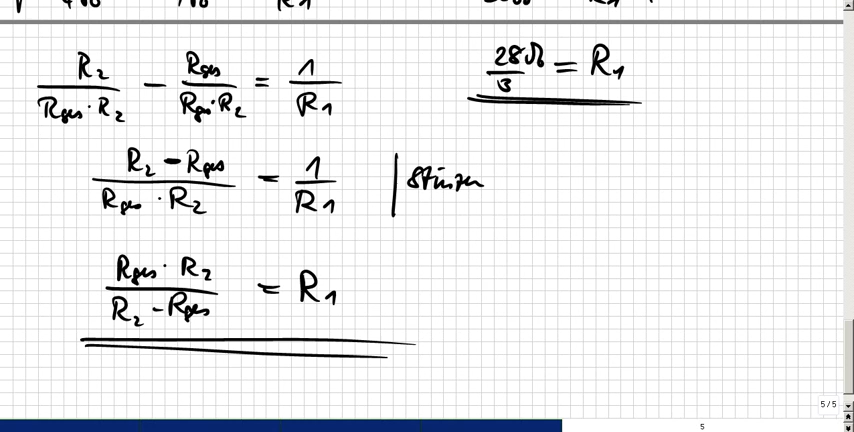 R₂/(Rges · R₂) − Rges/(Rges · R₂) = 1/R₁
28Ω/3 = R₁
(R₂ − Rges)/(Rges · R₂) = 1/R₁ | Stürzen
(Rges · R₂)/(R₂ − Rges) = R₁
5/5
5